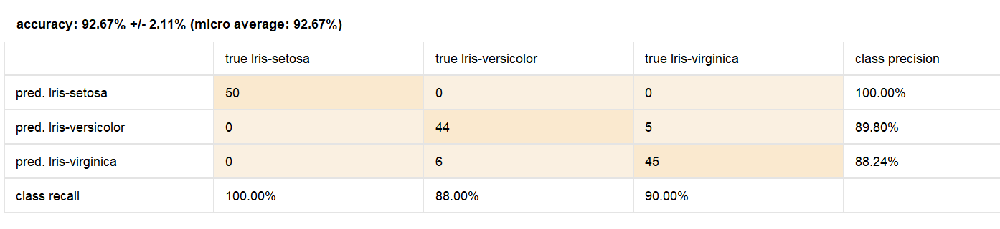 accuracy: 92.67% +/- 2.11% (micro average: 92.67%)
true Iris-setosa true Iris-versicolor true Iris-virginica class precision
pred. Iris-setosa 50 0 0 100.00%
pred. Iris-versicolor 0 44 5 89.80%
pred. Iris-virginica 0 6 45 88.24%
class recall 100.00% 88.00% 90.00%